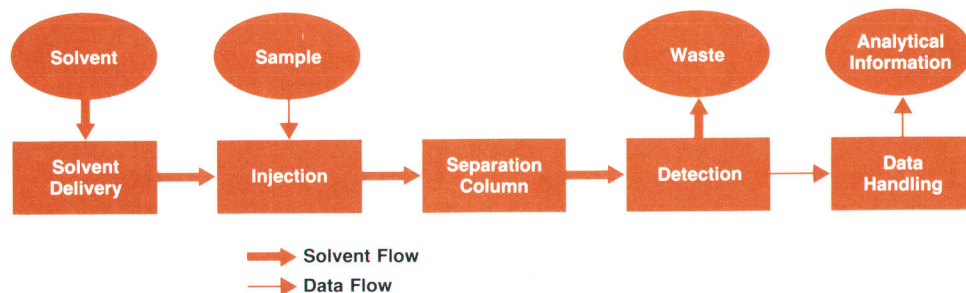 Solvent
Sample
Waste
Analytical
Information
Solvent
Delivery
Injection
Separation
Column
Detection
Data
Handling
Solvent Flow
Data Flow